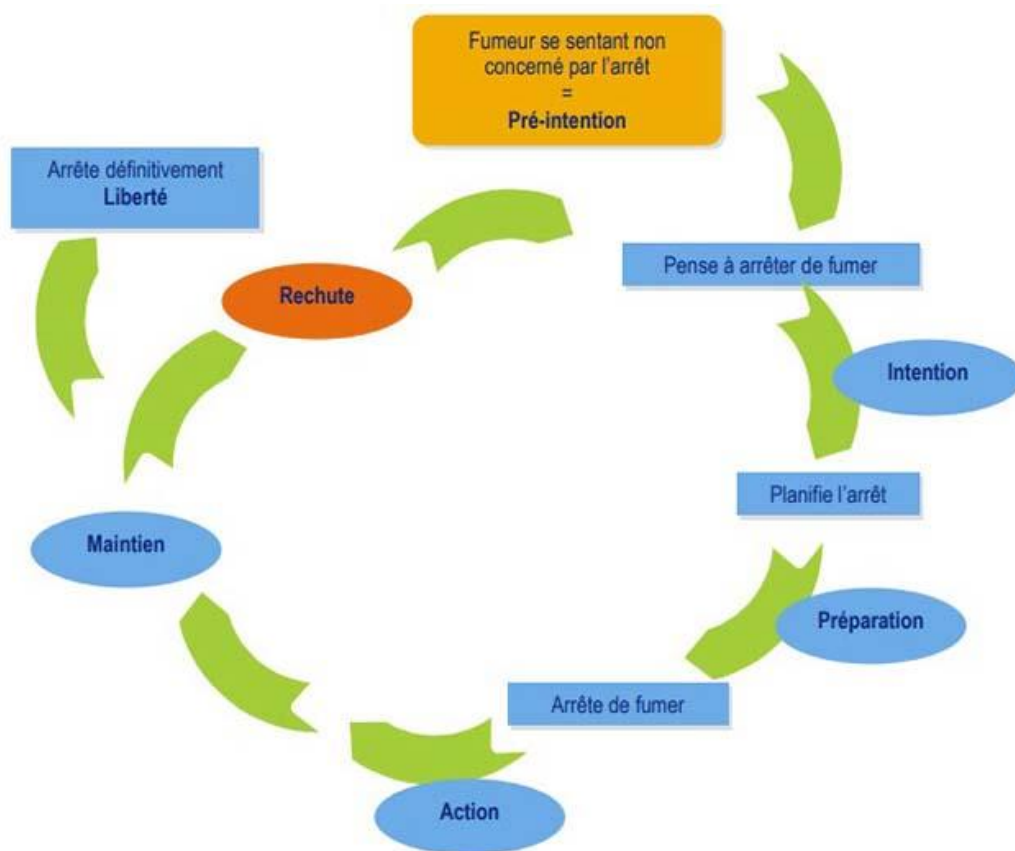 Fumeur se sentant non
concerné par l'arrêt
=
Pré-intention
Arrête définitivement
Liberté
Pense à arrêter de fumer
Rechute
Intention
Planifie l'arrêt
Maintien
Préparation
Arrête de fumer
Action